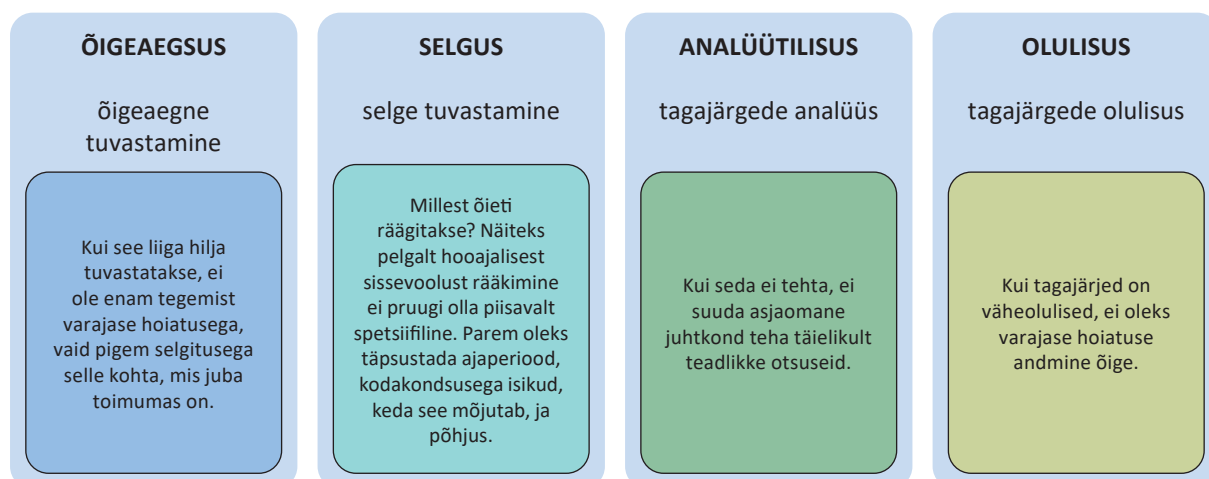 ÕIGEAEGSUS
õigeaegne
tuvastamine
Kui see liiga hilja
tuvastatakse, ei
ole enam tegemist
varajase hoiatusega,
vaid pigem selgitusega
selle kohta, mis juba
toimumas on.
SELGUS
selge tuvastamine
Millest õieti
räägitakse? Näiteks
pelgalt hooajalisest
sissevoolust rääkimine
ei pruugi olla piisavalt
spetsiifiline. Parem oleks
täpsustada ajaperiood,
kodakondsusega isikud,
keda see mõjutab, ja
põhjus.
ANALÜÜTILISUS
tagajärgede analüüs
Kui seda ei tehta, ei
suuda asjaomane
juhtkond teha täielikult
teadlikke otsuseid.
OLULISUS
tagajärgede olulisus
Kui tagajärjed on
väheolulised, ei oleks
varajase hoiatuse
andmine õige.